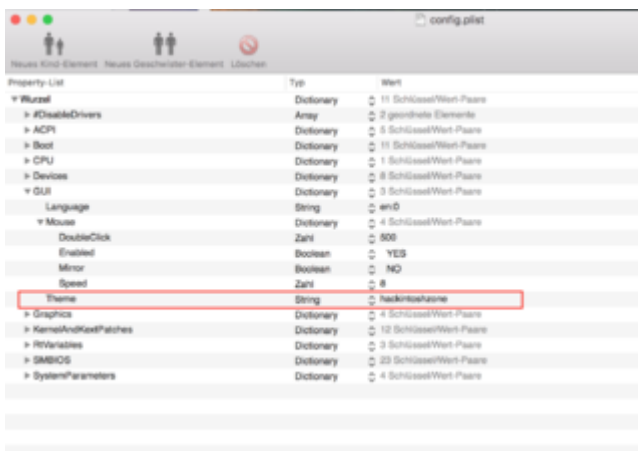 config.plist
Neues Kind-Element Neues Geschwister-Element Löschen
Property-List Typ Wert
Wurzel Dictionary 11 Schlüssel/Wert-Paare
#DisableDrivers Array 2 geordnete Elemente
ACPI Dictionary 5 Schlüssel/Wert-Paare
Boot Dictionary 11 Schlüssel/Wert-Paare
CPU Dictionary 1 Schlüssel/Wert-Paare
Devices Dictionary 8 Schlüssel/Wert-Paare
GUI Dictionary 3 Schlüssel/Wert-Paare
Language String en:0
Mouse Dictionary 4 Schlüssel/Wert-Paare
DoubleClick Zahl 500
Enabled Boolean YES
Mirror Boolean NO
Speed Zahl 8
Theme String hackintoshzone
Graphics Dictionary 4 Schlüssel/Wert-Paare
KernelAndKextPatches Dictionary 12 Schlüssel/Wert-Paare
RtVariables Dictionary 3 Schlüssel/Wert-Paare
SMBIOS Dictionary 23 Schlüssel/Wert-Paare
SystemParameters Dictionary 4 Schlüssel/Wert-Paare